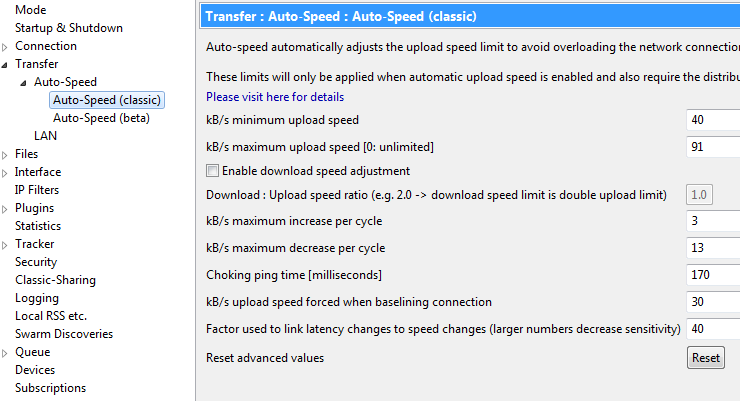 Mode
Startup & Shutdown
Connection
Transfer
Auto-Speed
Auto-Speed (classic)
Auto-Speed (beta)
LAN
Files
Interface
IP Filters
Plugins
Statistics
Tracker
Security
Classic-Sharing
Logging
Local RSS etc.
Swarm Discoveries
Queue
Devices
Subscriptions
Transfer : Auto-Speed : Auto-Speed (classic)
Auto-speed automatically adjusts the upload speed limit to avoid overloading the network connection
These limits will only be applied when automatic upload speed is enabled and also require the distribu
Please visit here for details
kB/s minimum upload speed 40
kB/s maximum upload speed [0: unlimited] 91
Enable download speed adjustment
Download : Upload speed ratio (e.g. 2.0 -> download speed limit is double upload limit) 1.0
kB/s maximum increase per cycle 3
kB/s maximum decrease per cycle 13
Choking ping time [milliseconds] 170
kB/s upload speed forced when baselining connection 30
Factor used to link latency changes to speed changes (larger numbers decrease sensitivity) 40
Reset advanced values Reset